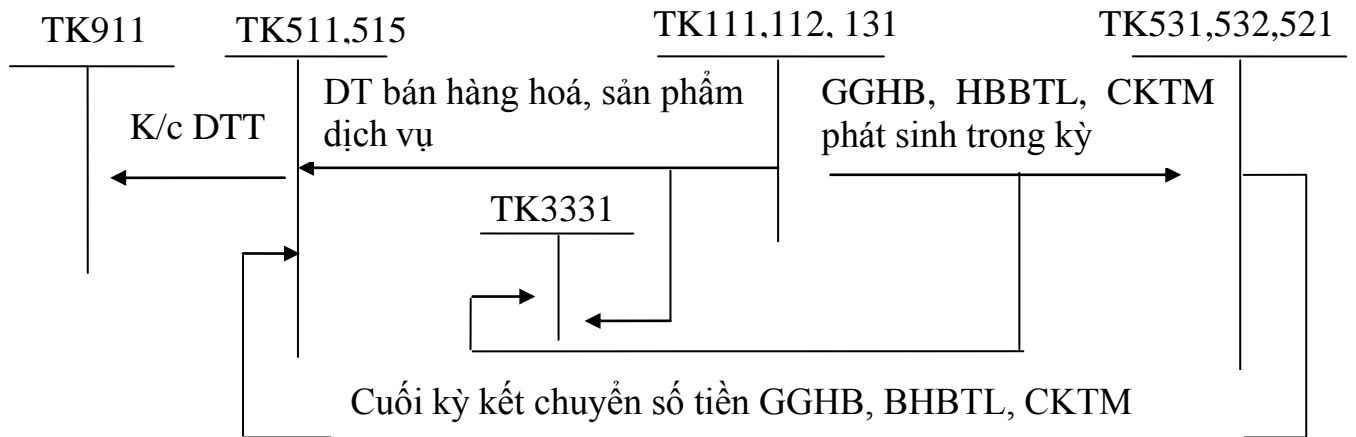 TK911
TK511,515
TK111,112, 131
TK531,532,521
DT bán hàng hoá, sản phẩm
dịch vụ
GGHB, HBBTL, CKTM
phát sinh trong kỳ
K/c DTT
TK3331
Cuối kỳ kết chuyển số tiền GGHB, BHBTL, CKTM